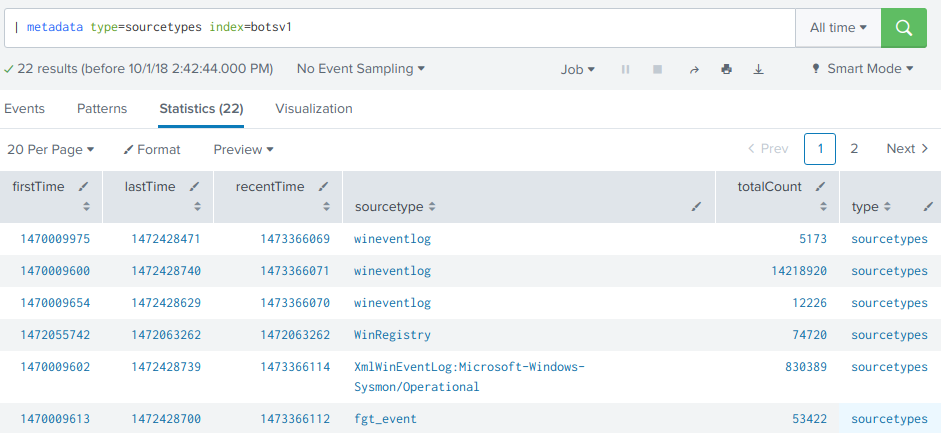 | metadata type=sourcetypes index=botsv1 All time
22 results (before 10/1/18 2:42:44.000 PM) No Event Sampling Job Smart Mode
Events Patterns Statistics (22) Visualization
20 Per Page Format Preview Prev 1 2 Next
firstTime lastTime recentTime sourcetype totalCount type
1470009975 1472428471 1473366069 wineventlog 5173 sourcetypes
1470009600 1472428740 1473366071 wineventlog 14218920 sourcetypes
1470009654 1472428629 1473366070 wineventlog 12226 sourcetypes
1472055742 1472063262 1472063262 WinRegistry 74720 sourcetypes
1470009602 1472428739 1473366114 XmlWinEventLog:Microsoft-Windows- 830389 sourcetypes
Sysmon/Operational
1470009613 1472428700 1473366112 fgt_event 53422 sourcetypes